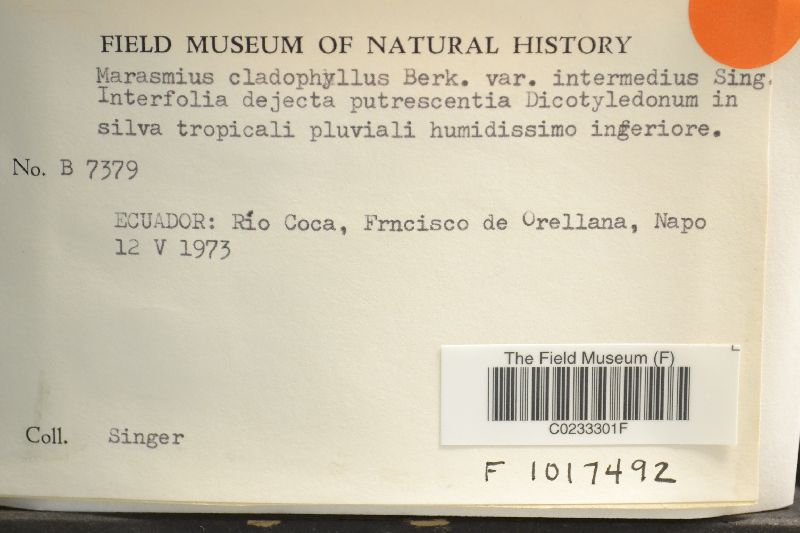 FIELD MUSEUM OF NATURAL HISTORY
Marasmius cladophyllus Berk. var. intermedius Sing.
Interfolia dejecta putrescentia Dicotyledonum in
silva tropicali pluviali humidissimo inferiore.
No. B 7379
ECUADOR: Río Coca, Frncisco de Orellana, Napo
12 V 1973
The Field Museum (F)
C0233301F
Coll. Singer
F 1017492